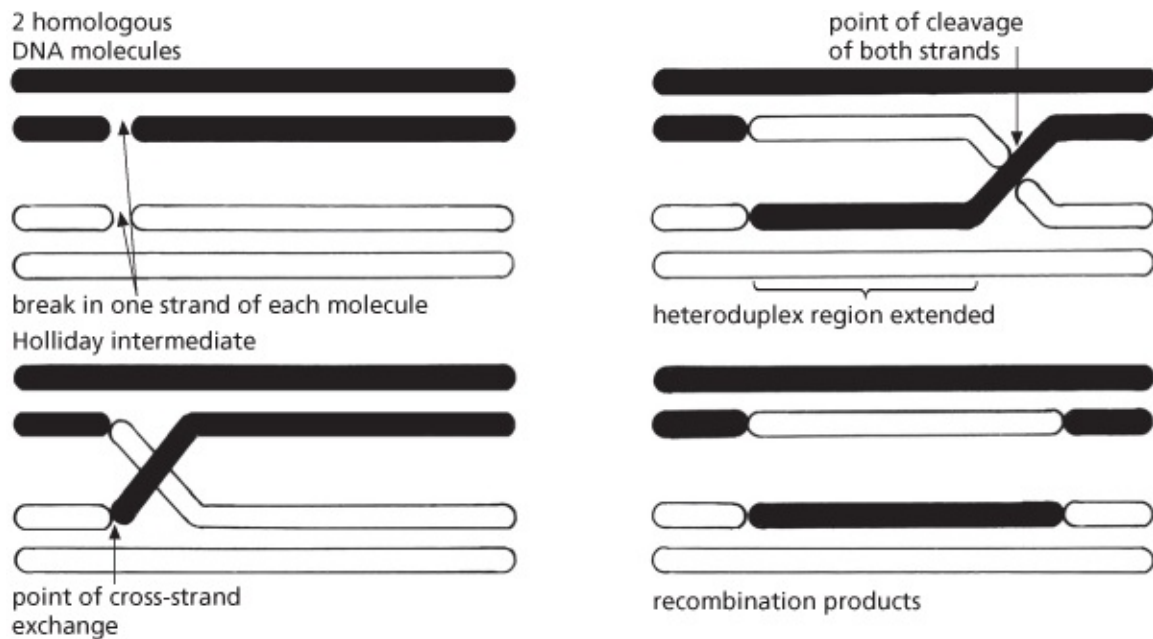 2 homologous
DNA molecules
break in one strand of each molecule
Holliday intermediate
point of cross-strand
exchange
point of cleavage
of both strands
heteroduplex region extended
recombination products